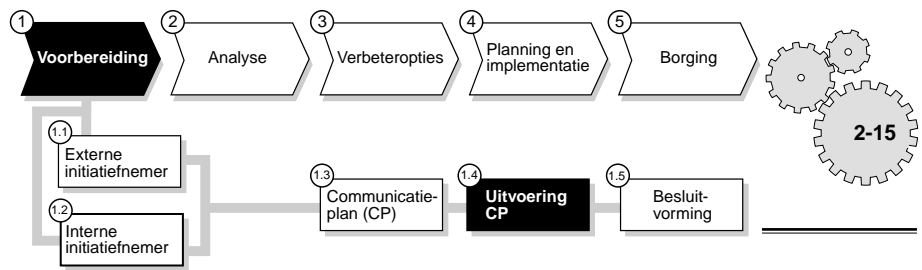 1
Voorbereiding
2
Analyse
3
Verbeteropties
4
Planning en
implementatie
5
Borging
2-15
1.1
Externe
initiatiefnemer
1.2
Interne
initiatiefnemer
1.3
Communicatie-
plan (CP)
1.4
Uitvoering
CP
1.5
Besluit-
vorming